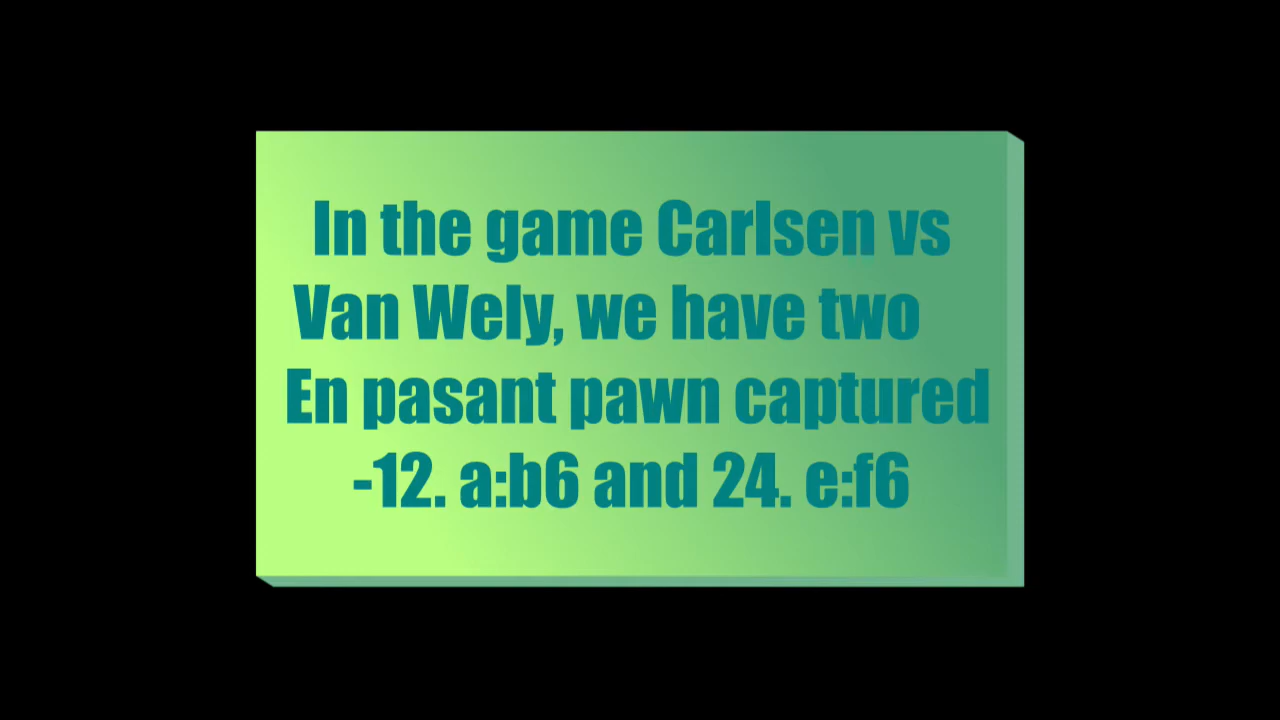 In the game Carlsen vs
Van Wely, we have two
En pasant pawn captured
-12. a:b6 and 24. e:f6